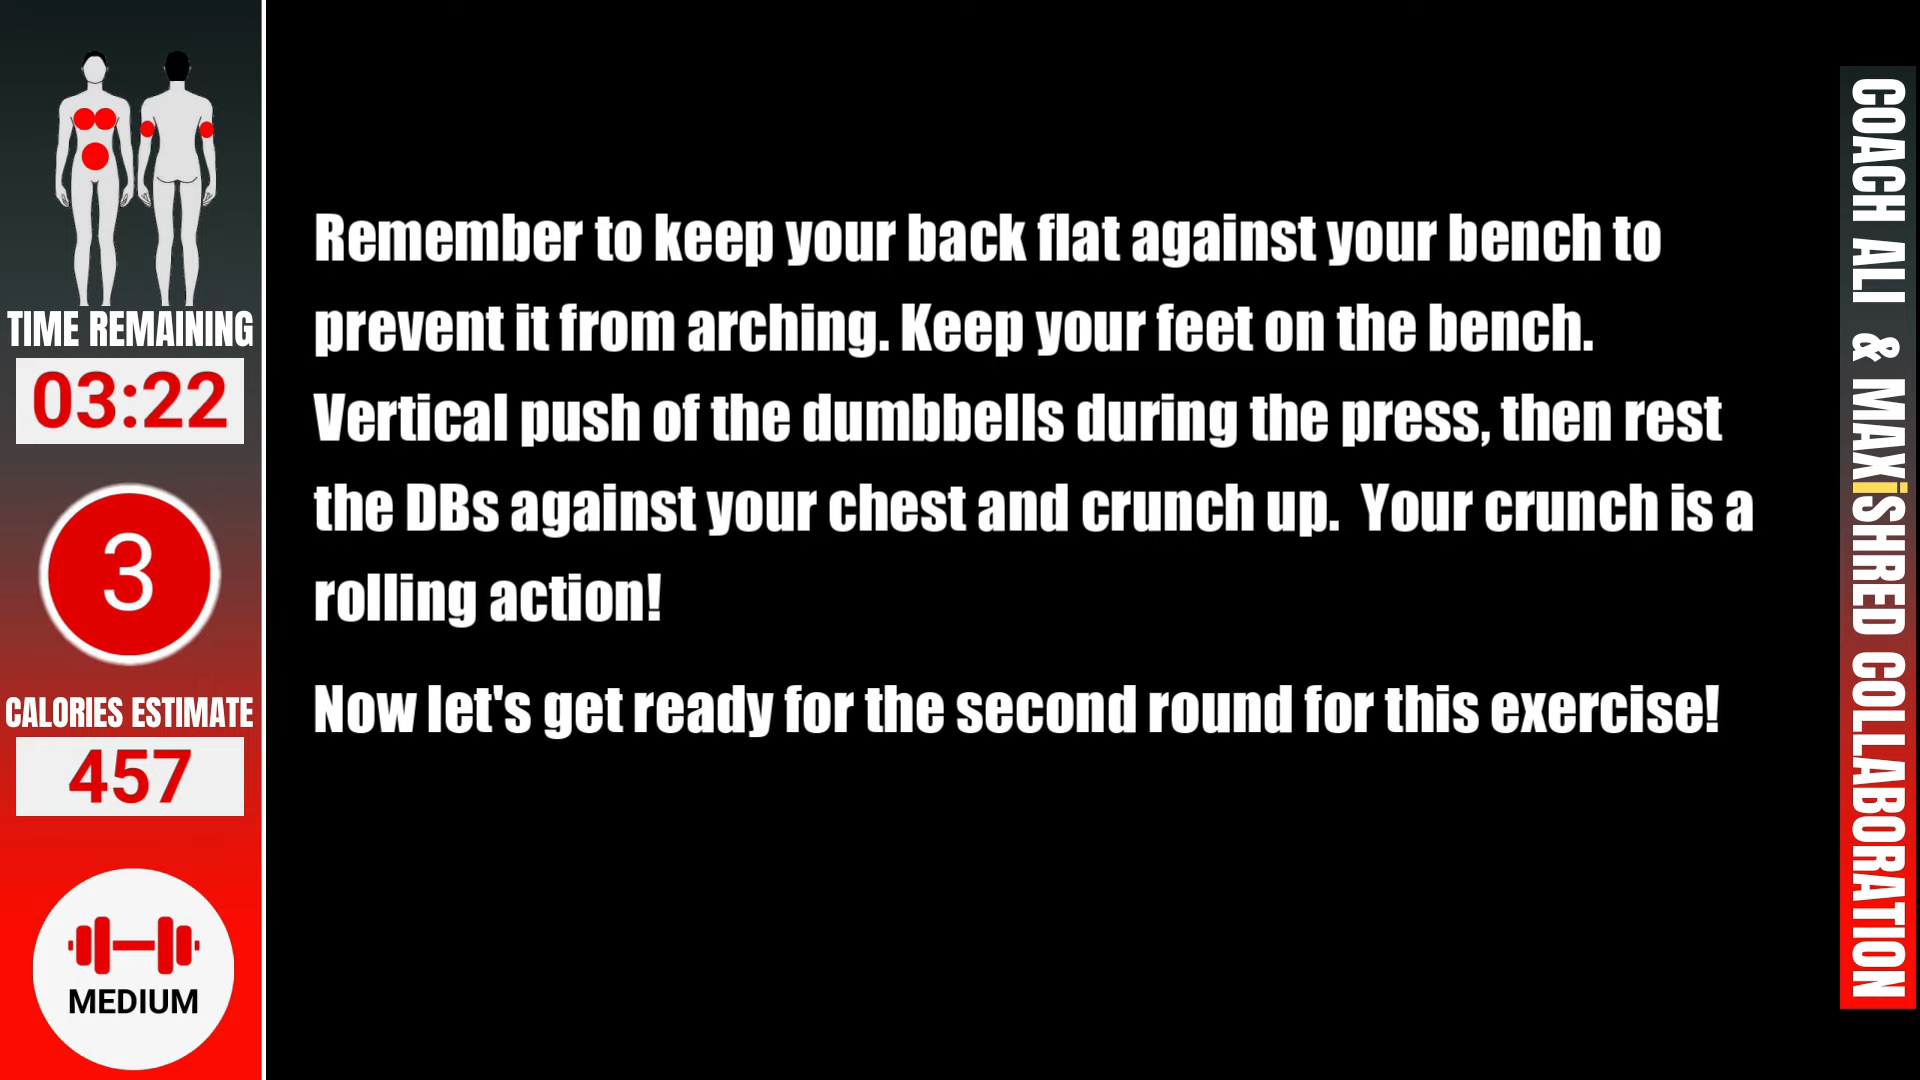 TIME REMAINING
03:22
3
CALORIES ESTIMATE
457
MEDIUM
Remember to keep your back flat against your bench to
prevent it from arching. Keep your feet on the bench.
Vertical push of the dumbbells during the press, then rest
the DBs against your chest and crunch up.  Your crunch is a
rolling action!
Now let's get ready for the second round for this exercise!
COACH ALI & MAXiSHRED COLLABORATION